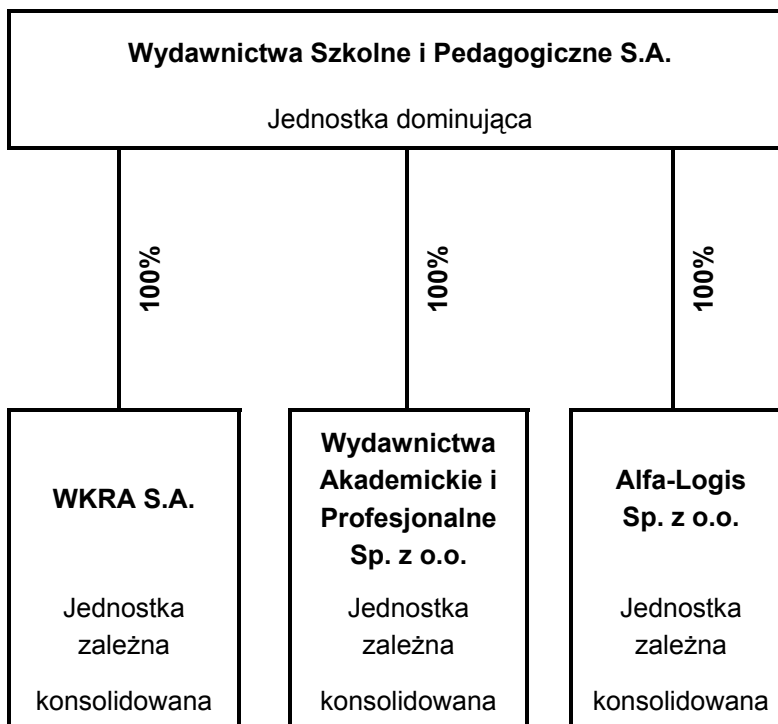 Wydawnictwa Szkolne i Pedagogiczne S.A.
Jednostka dominująca
100%
100%
100%
WKRA S.A.
Jednostka
zależna
konsolidowana
Wydawnictwa
Akademickie i
Profesjonalne
Sp. z o.o.
Jednostka
zależna
konsolidowana
Alfa-Logis
Sp. z o.o.
Jednostka
zależna
konsolidowana